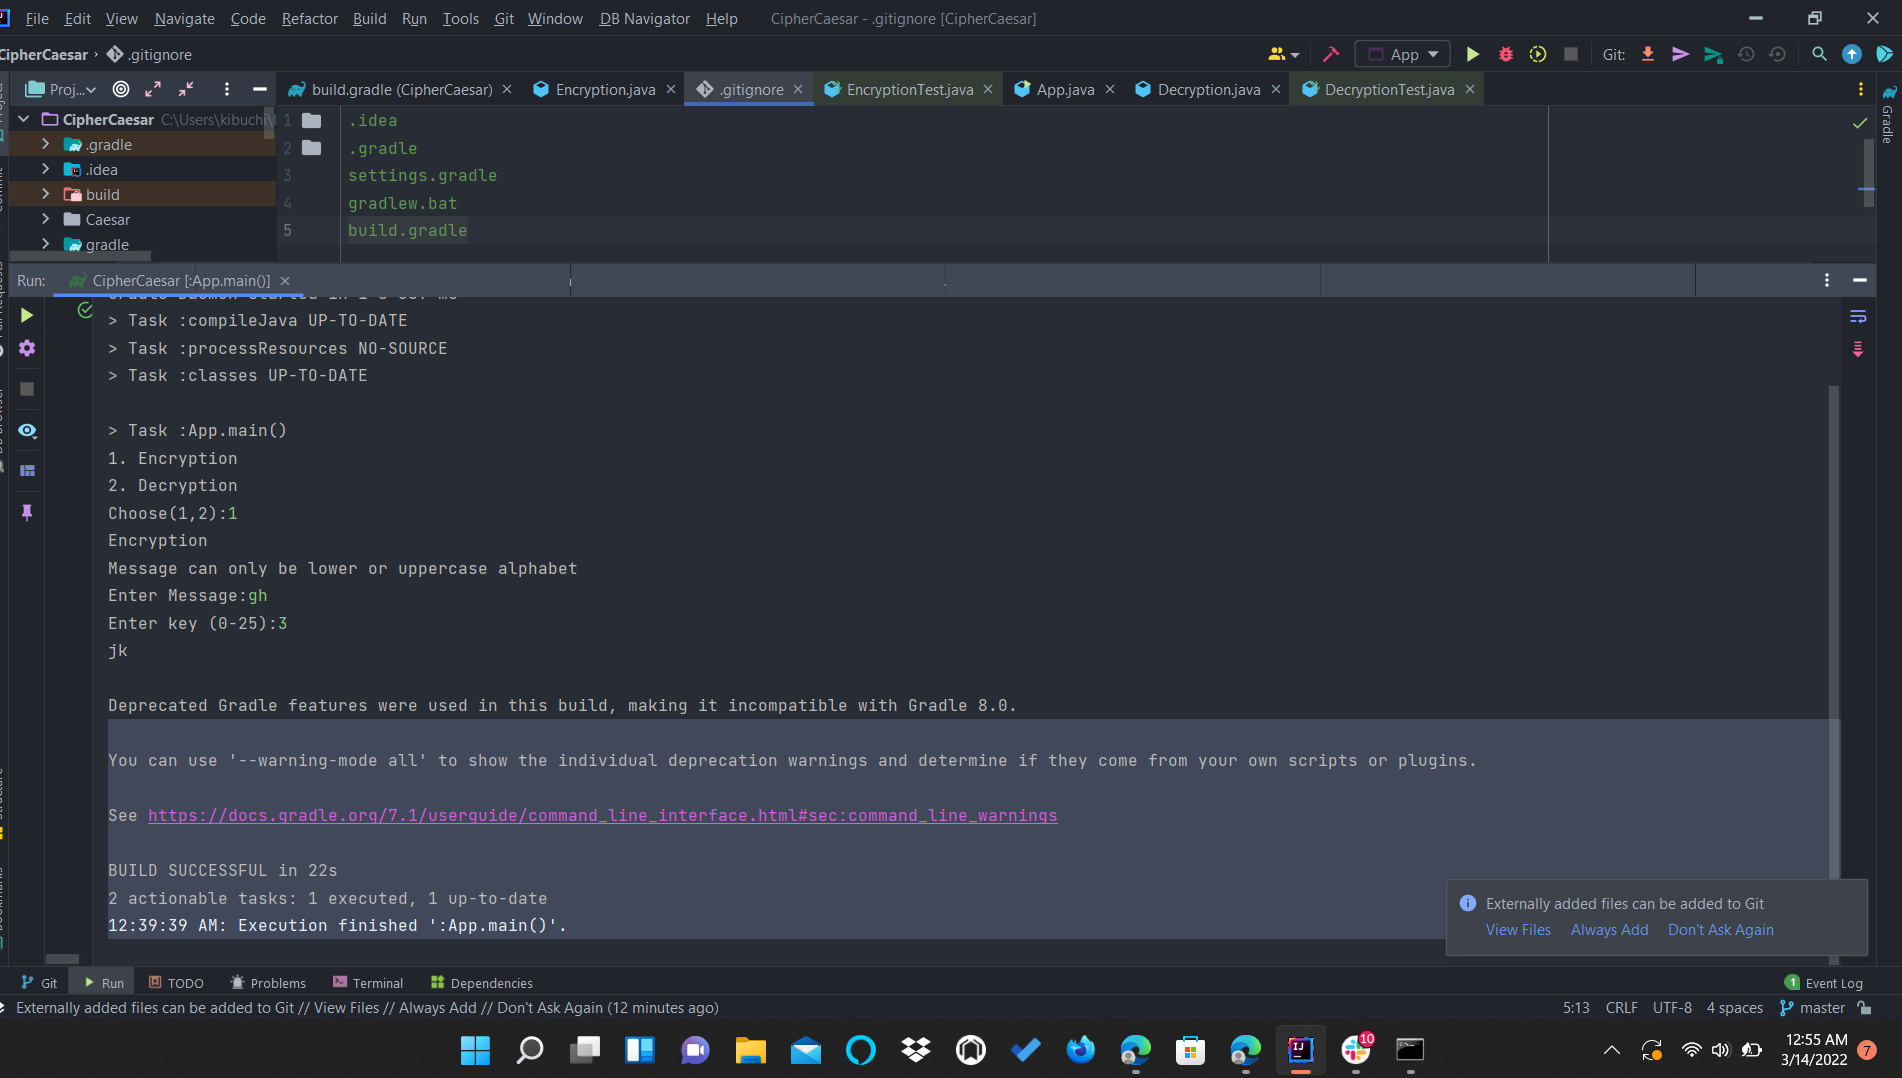 File Edit View Navigate Code Refactor Build Run Tools Git Window DB Navigator Help CipherCaesar - .gitignore [CipherCaesar]
CipherCaesar .gitignore App Git:
Proj... build.gradle (CipherCaesar) Encryption.java .gitignore EncryptionTest.java App.java Decryption.java DecryptionTest.java
CipherCaesar C:\Users\kibuchi\
.gradle
.idea
build
Caesar
gradle
1 .idea
2 .gradle
3 settings.gradle
4 gradlew.bat
5 build.gradle
Gradle
Run: CipherCaesar [:App.main()]
> Task :compileJava UP-TO-DATE
> Task :processResources NO-SOURCE
> Task :classes UP-TO-DATE
> Task :App.main()
1. Encryption
2. Decryption
Choose(1,2):1
Encryption
Message can only be lower or uppercase alphabet
Enter Message:gh
Enter key (0-25):3
jk
Deprecated Gradle features were used in this build, making it incompatible with Gradle 8.0.
You can use '--warning-mode all' to show the individual deprecation warnings and determine if they come from your own scripts or plugins.
See https://docs.gradle.org/7.1/userguide/command_line_interface.html#sec:command_line_warnings
BUILD SUCCESSFUL in 22s
2 actionable tasks: 1 executed, 1 up-to-date
12:39:39 AM: Execution finished ':App.main()'.
Externally added files can be added to Git
View Files Always Add Don't Ask Again
Git Run TODO Problems Terminal Dependencies 1 Event Log
Externally added files can be added to Git // View Files // Always Add // Don't Ask Again (12 minutes ago) 5:13 CRLF UTF-8 4 spaces master
10
12:55 AM
3/14/2022
7